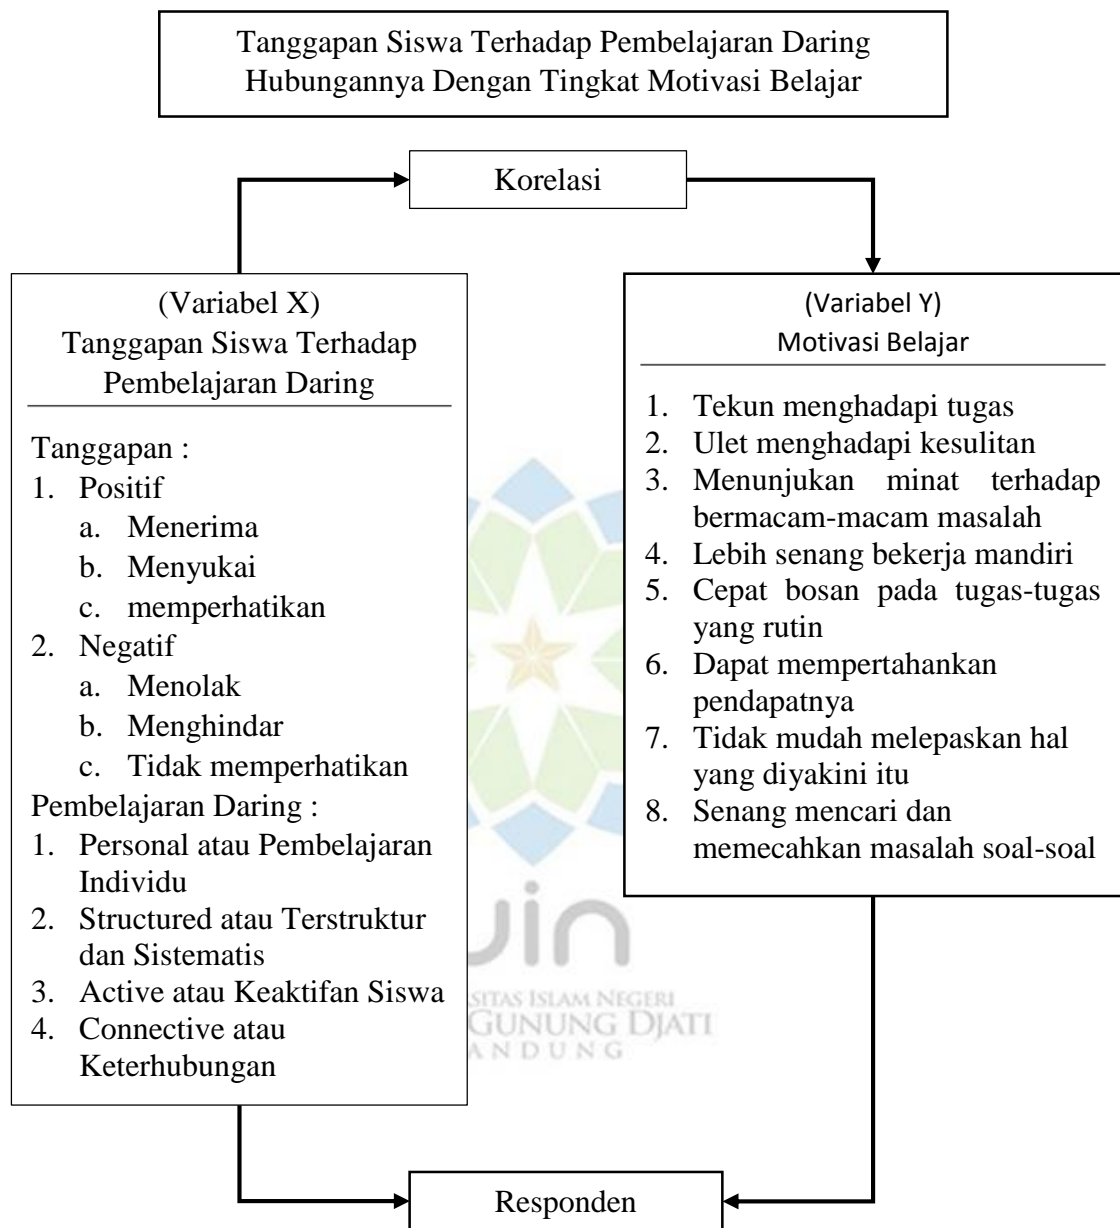 Tanggapan Siswa Terhadap Pembelajaran Daring
Hubungannya Dengan Tingkat Motivasi Belajar
Korelasi
(Variabel X)
Tanggapan Siswa Terhadap
Pembelajaran Daring
Tanggapan :
1. Positif
a. Menerima
b. Menyukai
c. memperhatikan
2. Negatif
a. Menolak
b. Menghindar
c. Tidak memperhatikan
Pembelajaran Daring :
1. Personal atau Pembelajaran
Individu
2. Structured atau Terstruktur
dan Sistematis
3. Active atau Keaktifan Siswa
4. Connective atau
Keterhubungan
(Variabel Y)
Motivasi Belajar
1. Tekun menghadapi tugas
2. Ulet menghadapi kesulitan
3. Menunjukan minat terhadap
bermacam-macam masalah
4. Lebih senang bekerja mandiri
5. Cepat bosan pada tugas-tugas
yang rutin
6. Dapat mempertahankan
pendapatnya
7. Tidak mudah melepaskan hal
yang diyakini itu
8. Senang mencari dan
memecahkan masalah soal-soal
uin
ISLAM NEGERI
GUNUNG DJATI
Responden